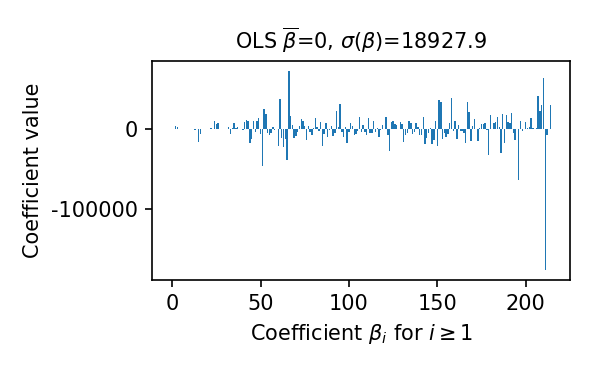 OLS β̅=0, σ(β)=18927.9
Coefficient value
0
-100000
0 50 100 150 200
Coefficient βᵢ for i ≥ 1